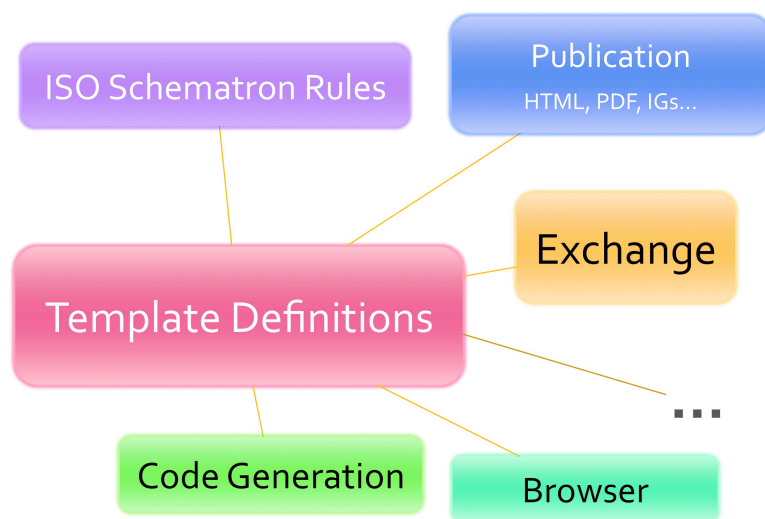 ISO Schematron Rules
Publication
HTML, PDF, IGs...
Exchange
Template Definitions
...
Code Generation
Browser